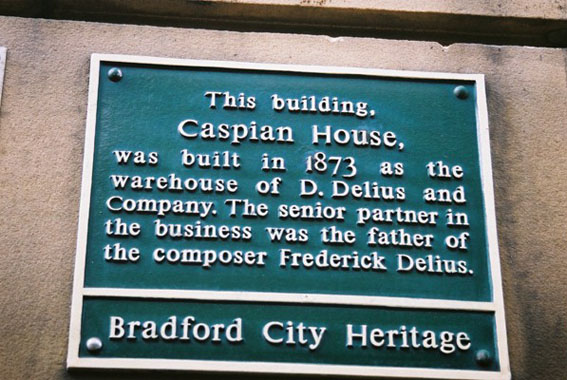 This building,
Caspian House,
was built in 1873 as the
warehouse of D. Delius and
Company. The senior partner in
the business was the father of
the composer Frederick Delius.
Bradford City Heritage